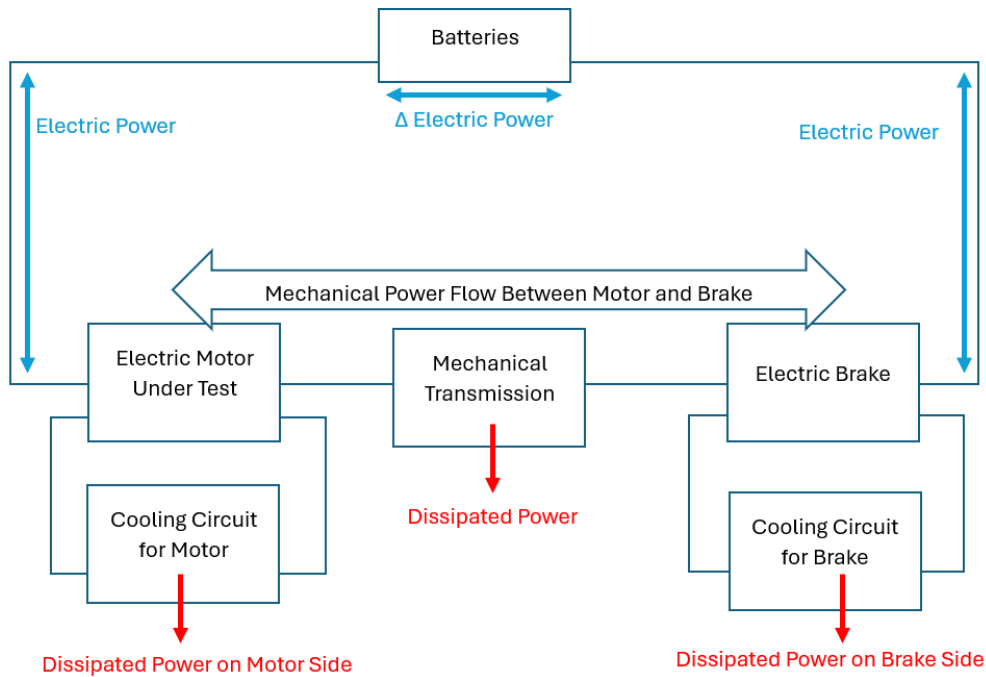 Batteries
Δ Electric Power
Electric Power
Electric Power
Mechanical Power Flow Between Motor and Brake
Electric Motor
Under Test
Mechanical
Transmission
Electric Brake
Cooling Circuit
for Motor
Dissipated Power
Cooling Circuit
for Brake
Dissipated Power on Motor Side
Dissipated Power on Brake Side